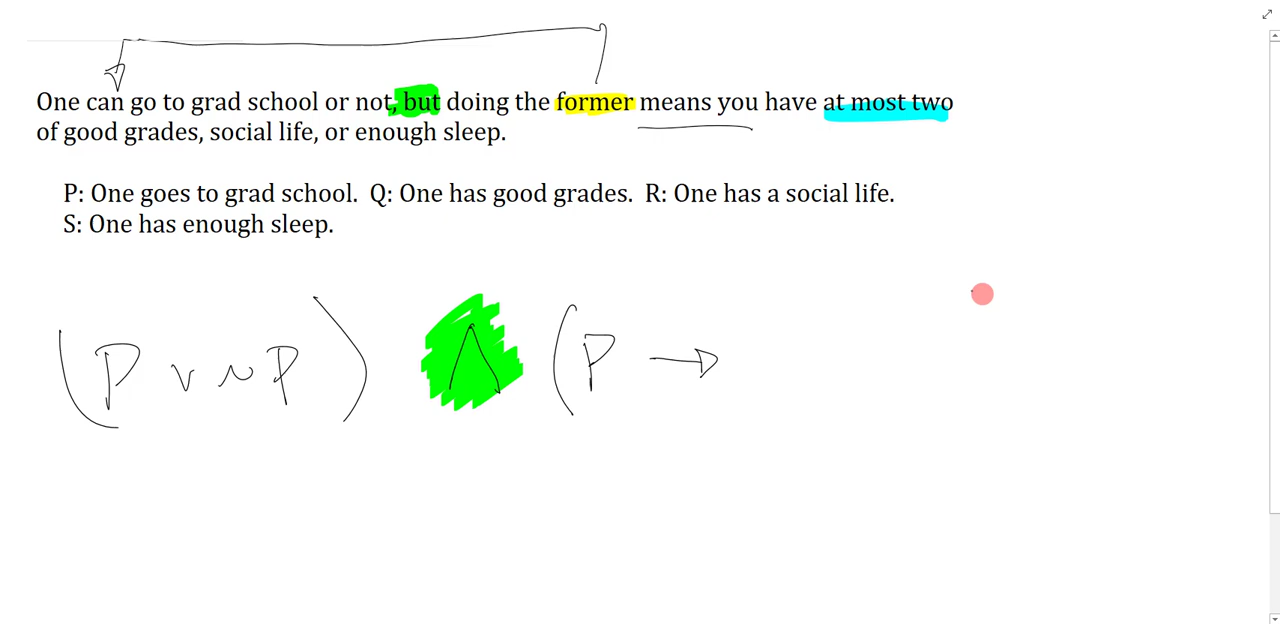 One can go to grad school or not, but doing the former means you have at most two
of good grades, social life, or enough sleep.
P: One goes to grad school. Q: One has good grades. R: One has a social life.
S: One has enough sleep.
(P ∨ ~P) ∧ (P →